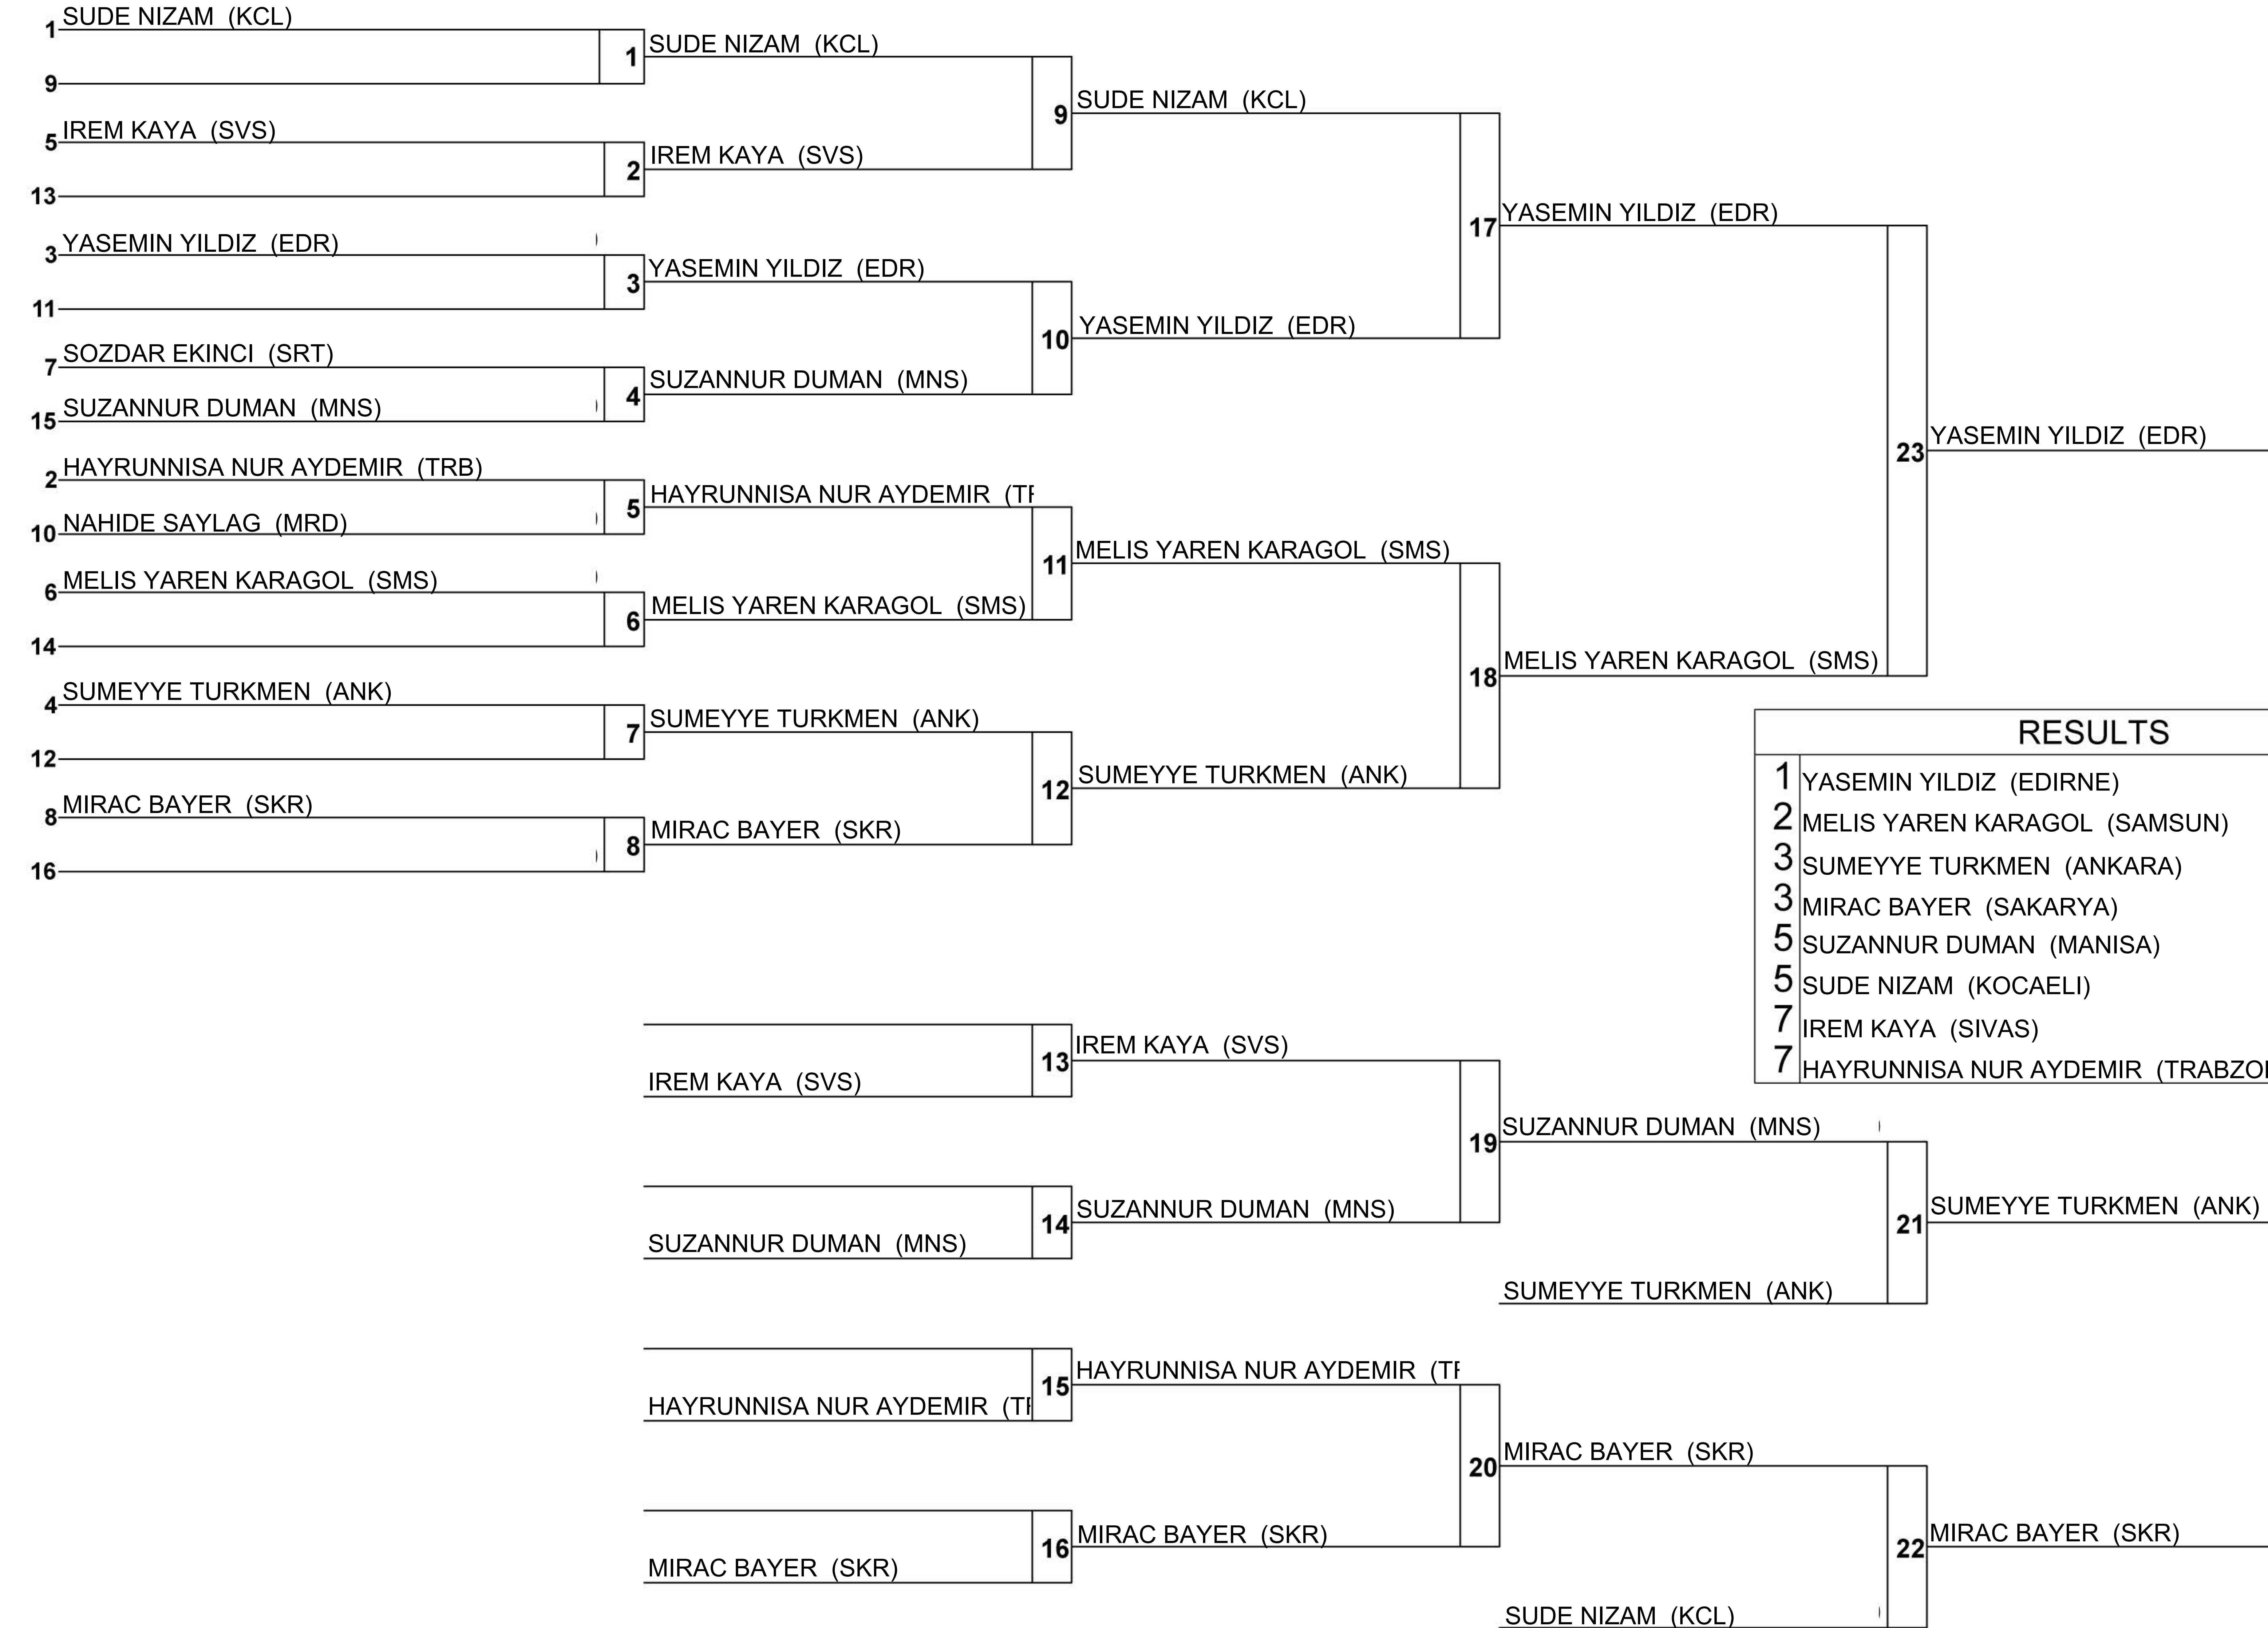 1 SUDE NIZAM (KCL)
9
1 SUDE NIZAM (KCL)
5 IREM KAYA (SVS)
13
2 IREM KAYA (SVS)
9 SUDE NIZAM (KCL)
3 YASEMIN YILDIZ (EDR)
11
3 YASEMIN YILDIZ (EDR)
7 SOZDAR EKINCI (SRT)
15 SUZANNUR DUMAN (MNS)
4 SUZANNUR DUMAN (MNS)
10 YASEMIN YILDIZ (EDR)
17 YASEMIN YILDIZ (EDR)
2 HAYRUNNISA NUR AYDEMIR (TRB)
10 NAHIDE SAYLAG (MRD)
5 HAYRUNNISA NUR AYDEMIR
6 MELIS YAREN KARAGOL (SMS)
14
6 MELIS YAREN KARAGOL (SMS)
11 MELIS YAREN KARAGOL (SMS)
4 SUMEYYE TURKMEN (ANK)
12
7 SUMEYYE TURKMEN (ANK)
8 MIRAC BAYER (SKR)
16
8 MIRAC BAYER (SKR)
12 SUMEYYE TURKMEN (ANK)
18 MELIS YAREN KARAGOL (SMS)
23 YASEMIN YILDIZ (EDR)
RESULTS
1 YASEMIN YILDIZ (EDIRNE)
2 MELIS YAREN KARAGOL (SAMSUN)
3 SUMEYYE TURKMEN (ANKARA)
3 MIRAC BAYER (SAKARYA)
5 SUZANNUR DUMAN (MANISA)
5 SUDE NIZAM (KOCAELI)
7 IREM KAYA (SIVAS)
7 HAYRUNNISA NUR AYDEMIR
IREM KAYA (SVS)
13 IREM KAYA (SVS)
SUZANNUR DUMAN (MNS)
14 SUZANNUR DUMAN (MNS)
19 SUZANNUR DUMAN (MNS)
SUMEYYE TURKMEN (ANK)
21 SUMEYYE TURKMEN (ANK)
HAYRUNNISA NUR AYDEMIR
15 HAYRUNNISA NUR AYDEMIR
MIRAC BAYER (SKR)
16 MIRAC BAYER (SKR)
20 MIRAC BAYER (SKR)
SUDE NIZAM (KCL)
22 MIRAC BAYER (SKR)